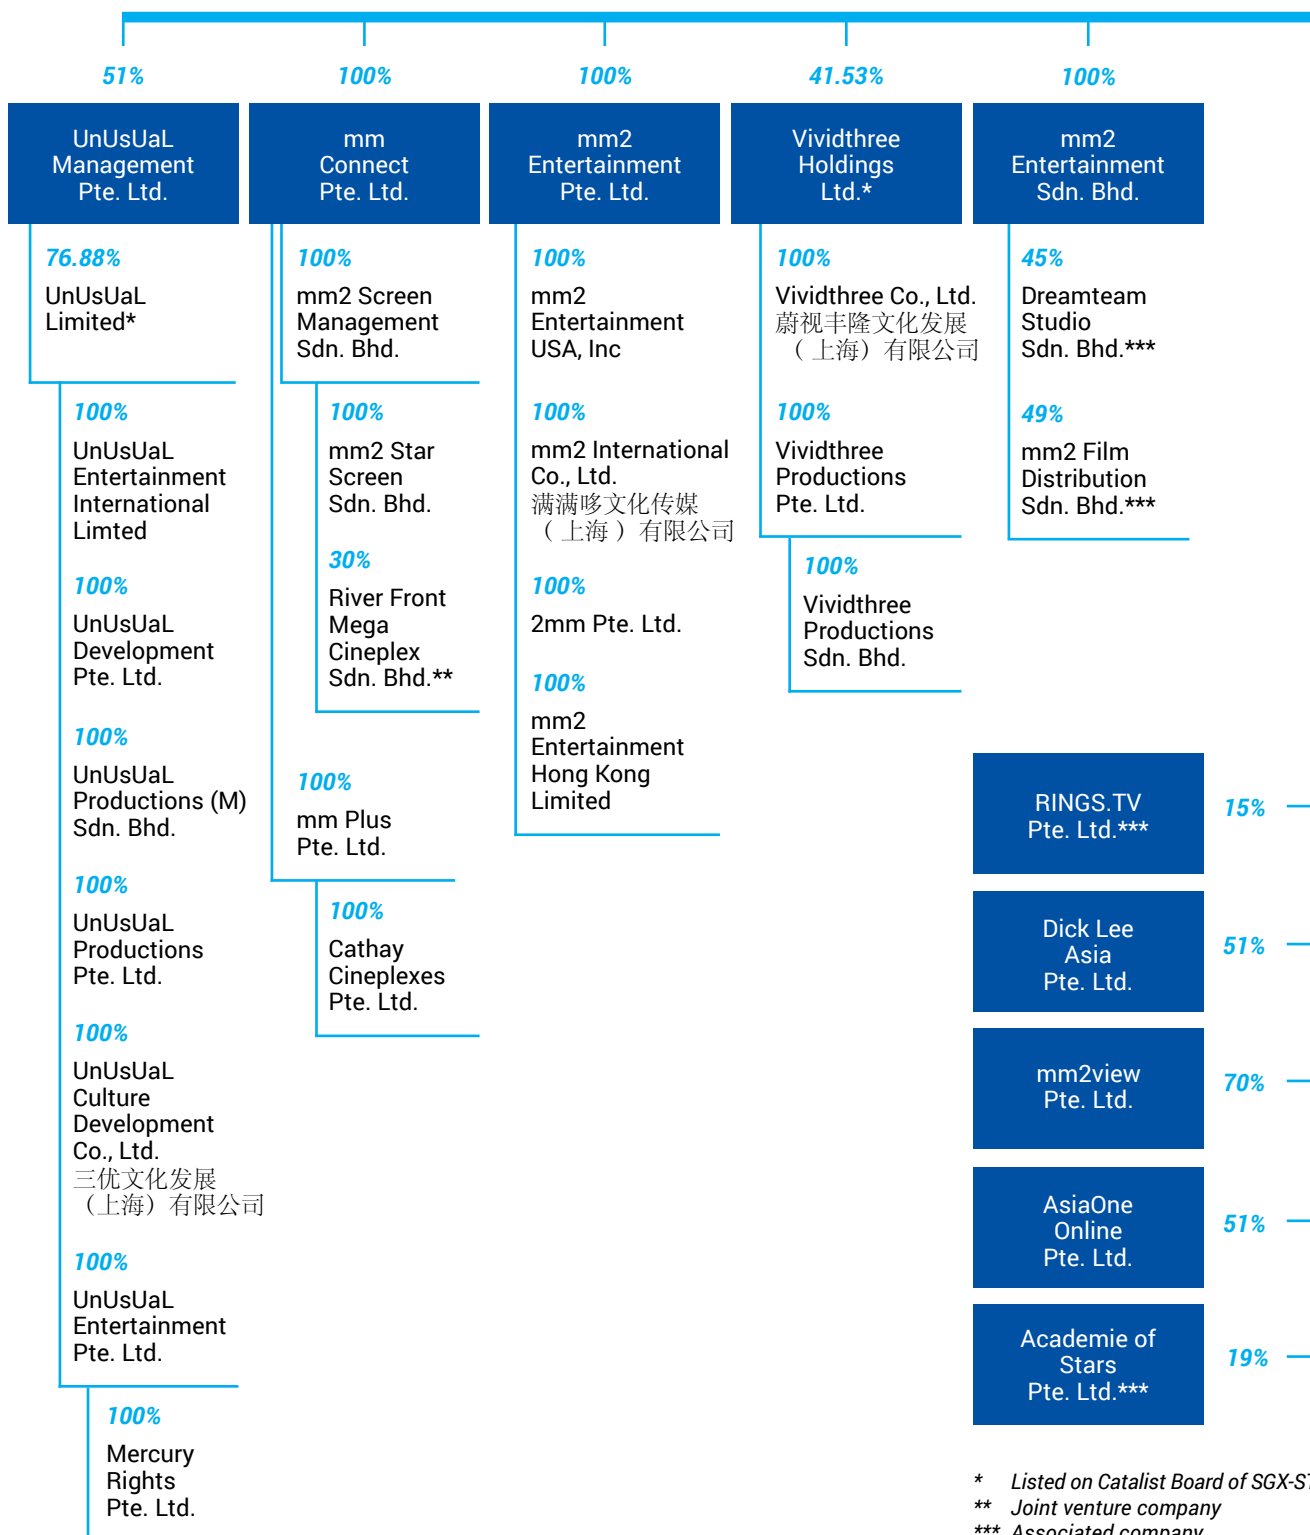 51%
UnUsUaL
Management
Pte. Ltd.
76.88%
UnUsUaL
Limited*
100%
UnUsUaL
Entertainment
International
Limted
100%
UnUsUaL
Development
Pte. Ltd.
100%
UnUsUaL
Productions (M)
Sdn. Bhd.
100%
UnUsUaL
Productions
Pte. Ltd.
100%
UnUsUaL
Culture
Development
Co., Ltd.
三优文化发展
（上海）有限公司
100%
UnUsUaL
Entertainment
Pte. Ltd.
100%
Mercury
Rights
Pte. Ltd.
100%
mm
Connect
Pte. Ltd.
100%
mm2 Screen
Management
Sdn. Bhd.
100%
mm2 Star
Screen
Sdn. Bhd.
30%
River Front
Mega
Cineplex
Sdn. Bhd.**
100%
mm Plus
Pte. Ltd.
100%
Cathay
Cineplexes
Pte. Ltd.
100%
mm2
Entertainment
Pte. Ltd.
100%
mm2
Entertainment
USA, Inc
100%
mm2 International
Co., Ltd.
满满哆文化传媒
（ 上海 ）有限公司
100%
2mm Pte. Ltd.
100%
mm2
Entertainment
Hong Kong
Limited
41.53%
Vividthree
Holdings
Ltd.*
100%
Vividthree Co., Ltd.
蔚视丰隆文化发展
（ 上海）有限公司
100%
Vividthree
Productions
Pte. Ltd.
100%
Vividthree
Productions
Sdn. Bhd.
100%
mm2
Entertainment
Sdn. Bhd.
45%
Dreamteam
Studio
Sdn. Bhd.***
49%
mm2 Film
Distribution
Sdn. Bhd.***
RINGS.TV
Pte. Ltd.***
15%
Dick Lee
Asia
Pte. Ltd.
51%
mm2view
Pte. Ltd.
70%
AsiaOne
Online
Pte. Ltd.
51%
Academie of
Stars
Pte. Ltd.***
19%
* Listed on Catalist Board of SGX-ST
** Joint venture company
*** Associated company